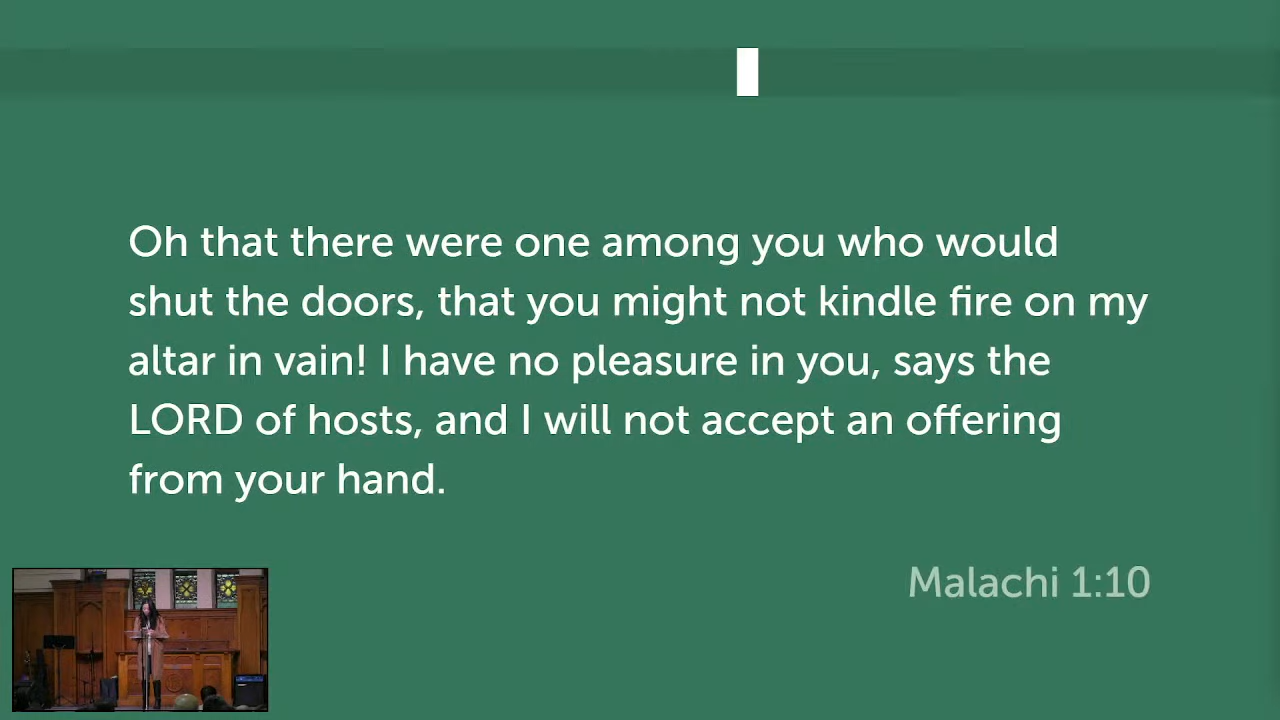 Oh that there were one among you who would
shut the doors, that you might not kindle fire on my
altar in vain! I have no pleasure in you, says the
LORD of hosts, and I will not accept an offering
from your hand.
Malachi 1:10